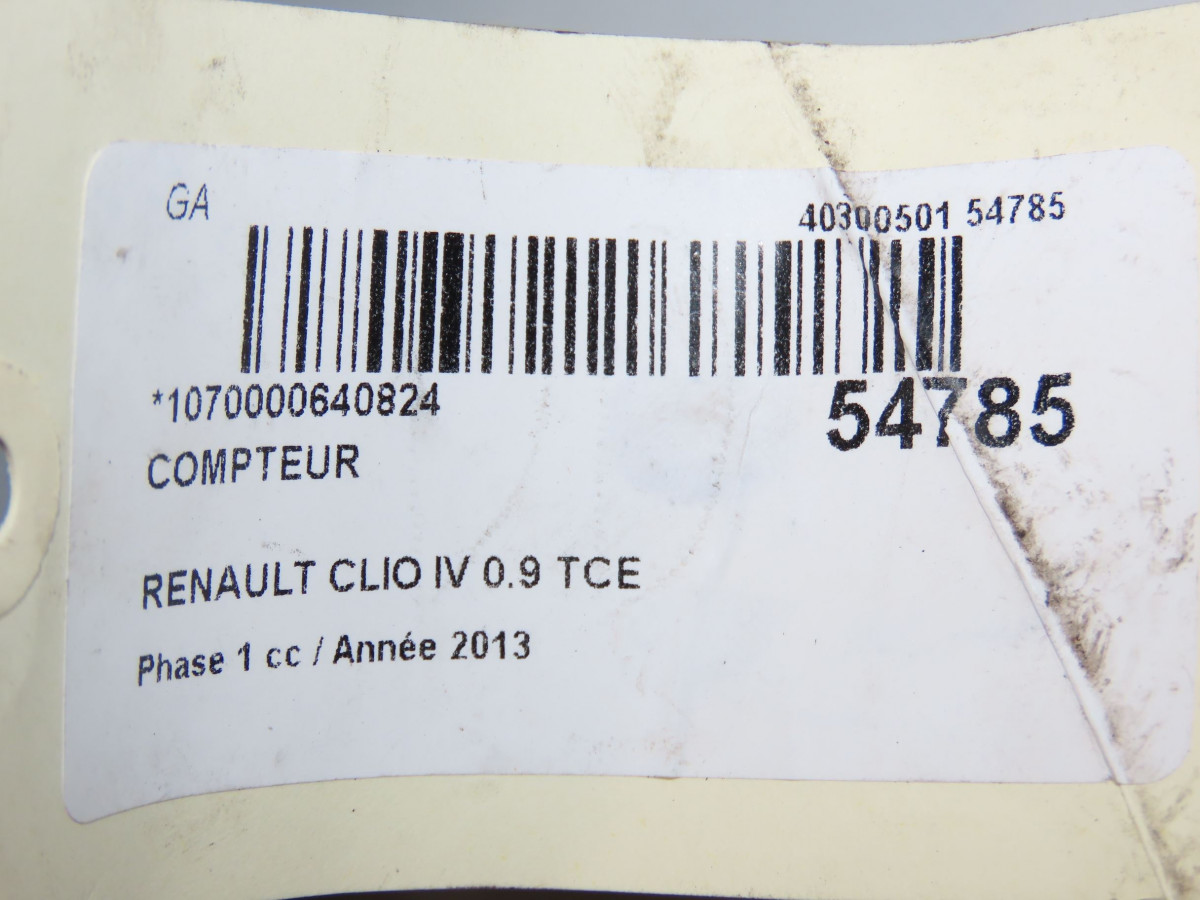 GA
40300501 54785
*1070000640824
54785
COMPTEUR
RENAULT CLIO IV 0.9 TCE
Phase 1 cc / Année 2013